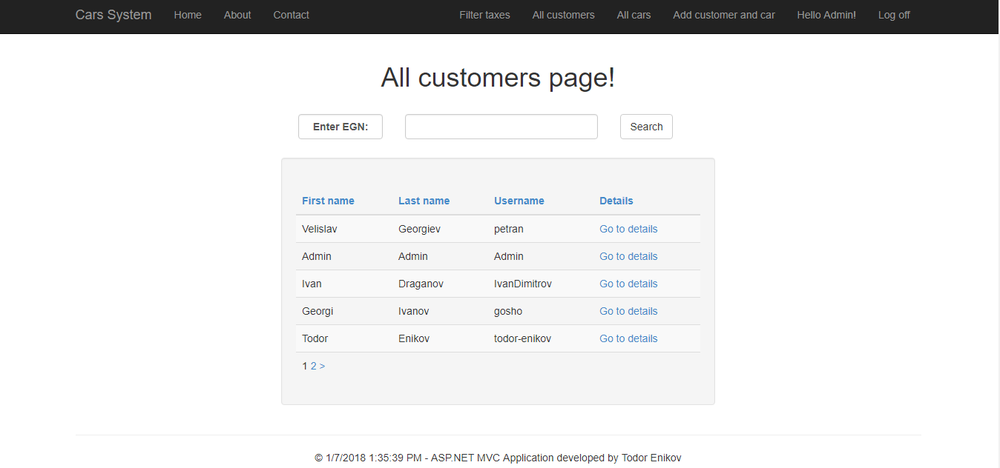 Cars System Home About Contact Filter taxes All customers All cars Add customer and car Hello Admin! Log off
All customers page!
Enter EGN: Search
First name Last name Username Details
Velislav Georgiev petran Go to details
Admin Admin Admin Go to details
Ivan Draganov IvanDimitrov Go to details
Georgi Ivanov gosho Go to details
Todor Enikov todor-enikov Go to details
1 2 >
© 1/7/2018 1:35:39 PM - ASP.NET MVC Application developed by Todor Enikov